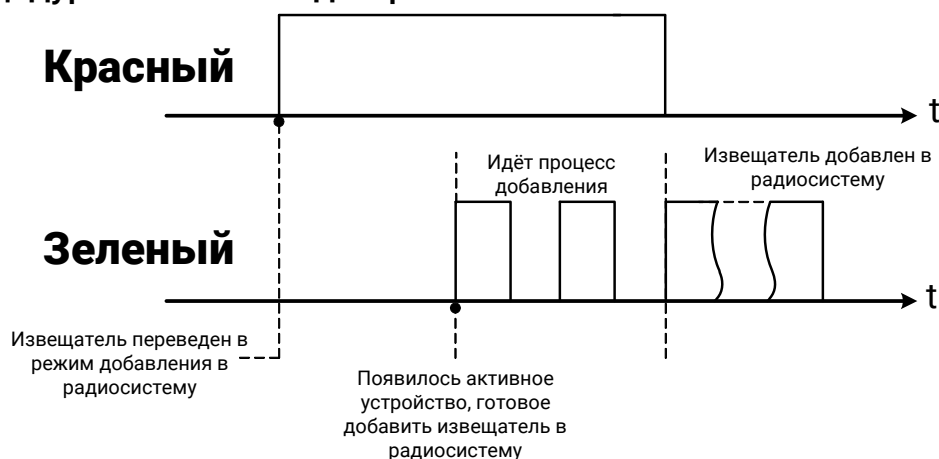 Красный
t
Идёт процесс
добавления
Извещатель добавлен в
радиосистему
Зеленый
t
Извещатель переведен в
режим добавления в
радиосистему
Появилось активное
устройство, готовое
добавить извещатель в
радиосистему